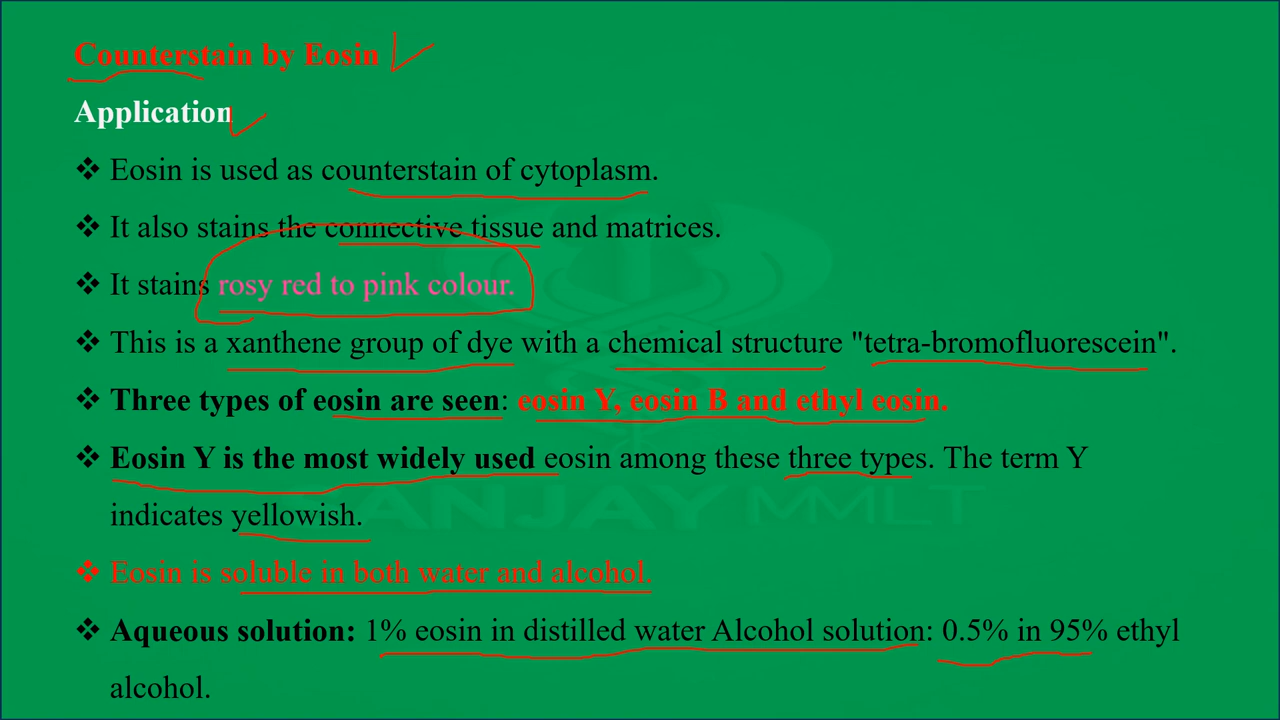 Counterstain by Eosin
Application
❖ Eosin is used as counterstain of cytoplasm.
❖ It also stains the connective tissue and matrices.
❖ It stains rosy red to pink colour.
❖ This is a xanthene group of dye with a chemical structure "tetra-bromofluorescein".
❖ Three types of eosin are seen: eosin Y, eosin B and ethyl eosin.
❖ Eosin Y is the most widely used eosin among these three types. The term Y
indicates yellowish.
SANJAY MMLT
❖ Eosin is soluble in both water and alcohol.
❖ Aqueous solution: 1% eosin in distilled water Alcohol solution: 0.5% in 95% ethyl
alcohol.